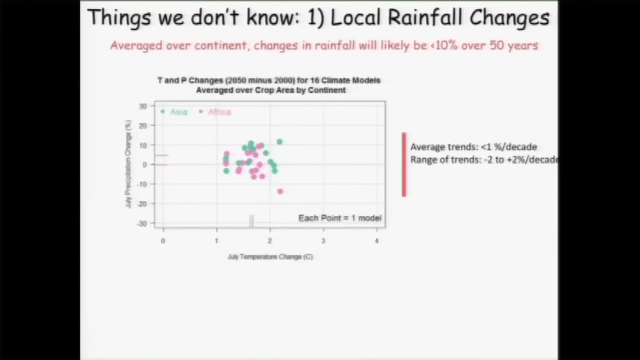 Things we don't know: 1) Local Rainfall Changes
Averaged over continent, changes in rainfall will likely be <10% over 50 years
T and P Changes (2050 minus 2000) for 16 Climate Models
Averaged over Crop Area by Continent
Asia Africa
July Precipitation Change (%)
30
20
10
0
-10
-20
-30
Each Point = 1 model
0 1 2 3 4
July Temperature Change (C)
Average trends: <1 %/decade
Range of trends: -2 to +2%/decade